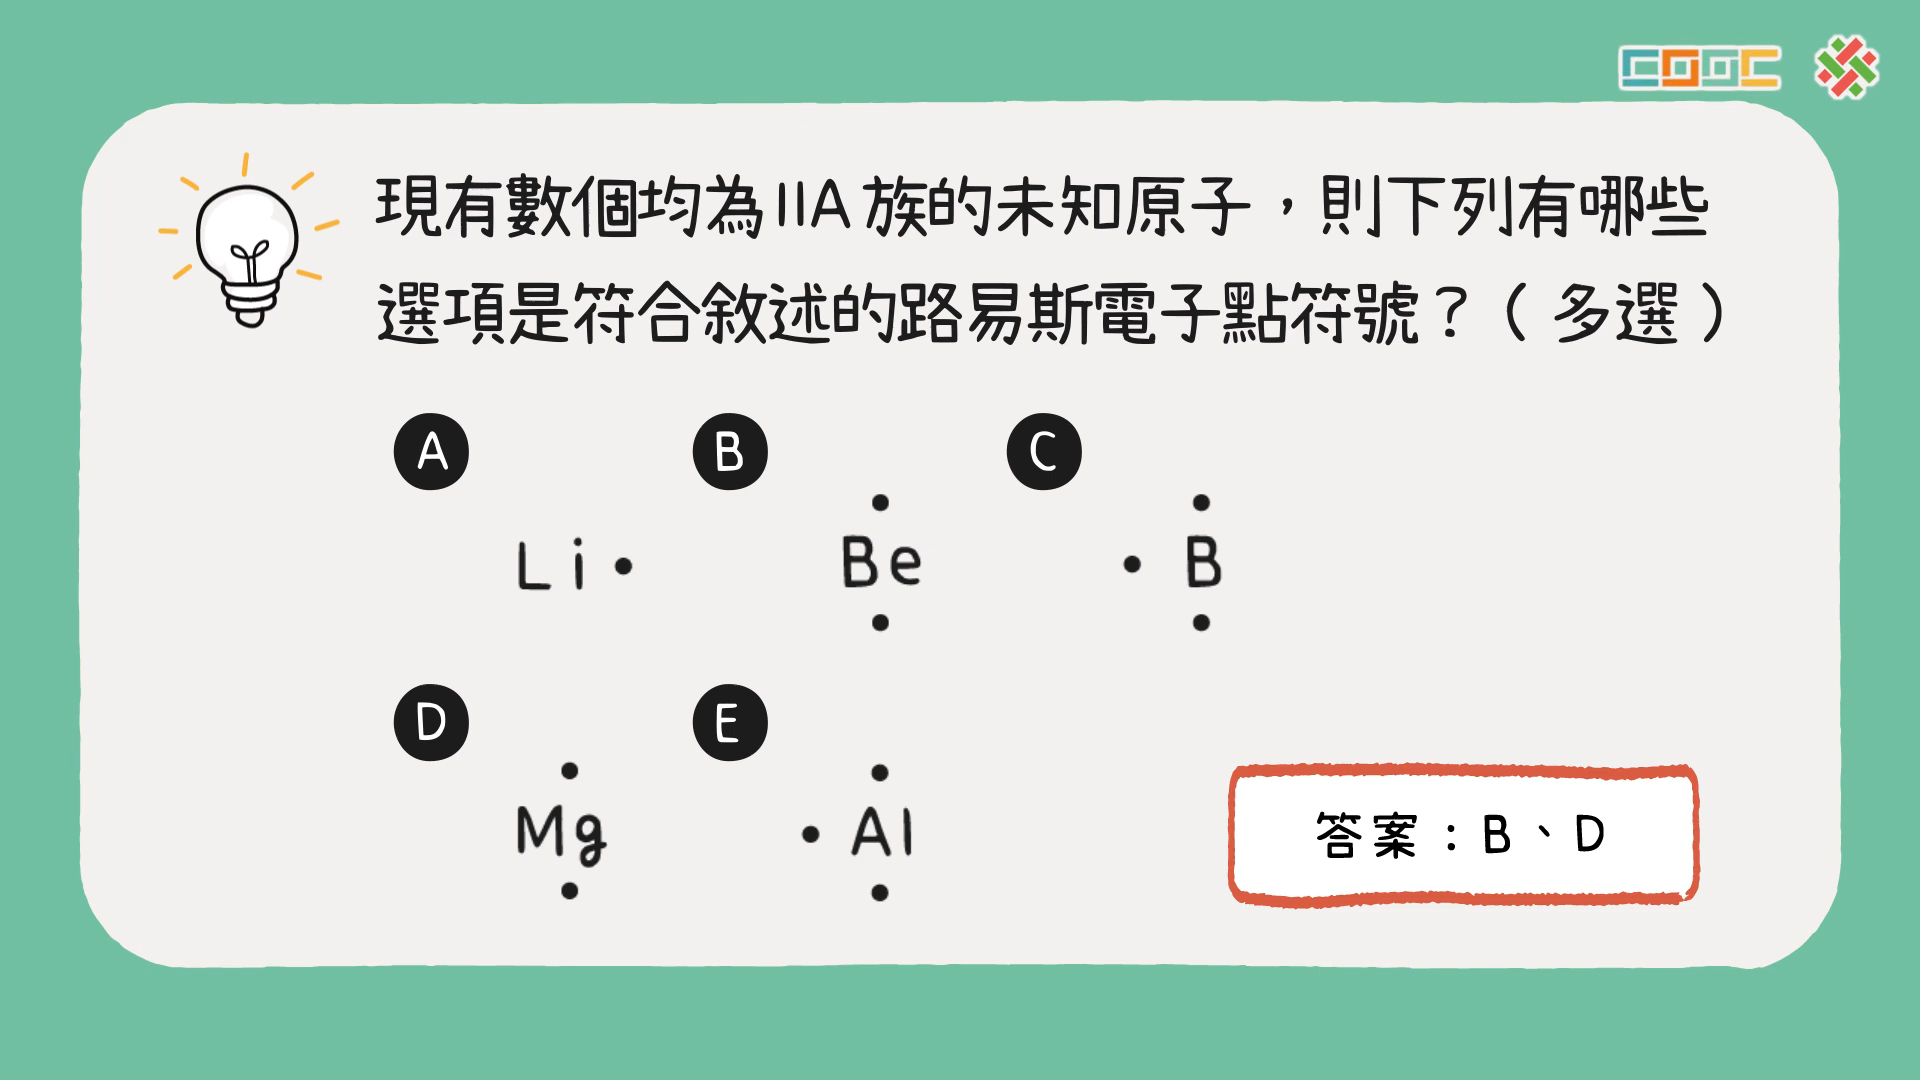 COOC
現有數個均為IIA族的未知原子，則下列有哪些
選項是符合敘述的路易斯電子點符號？（多選）
A
B
C
Li •
Be
• B
D
E
Mg
• Al
答案：B、D